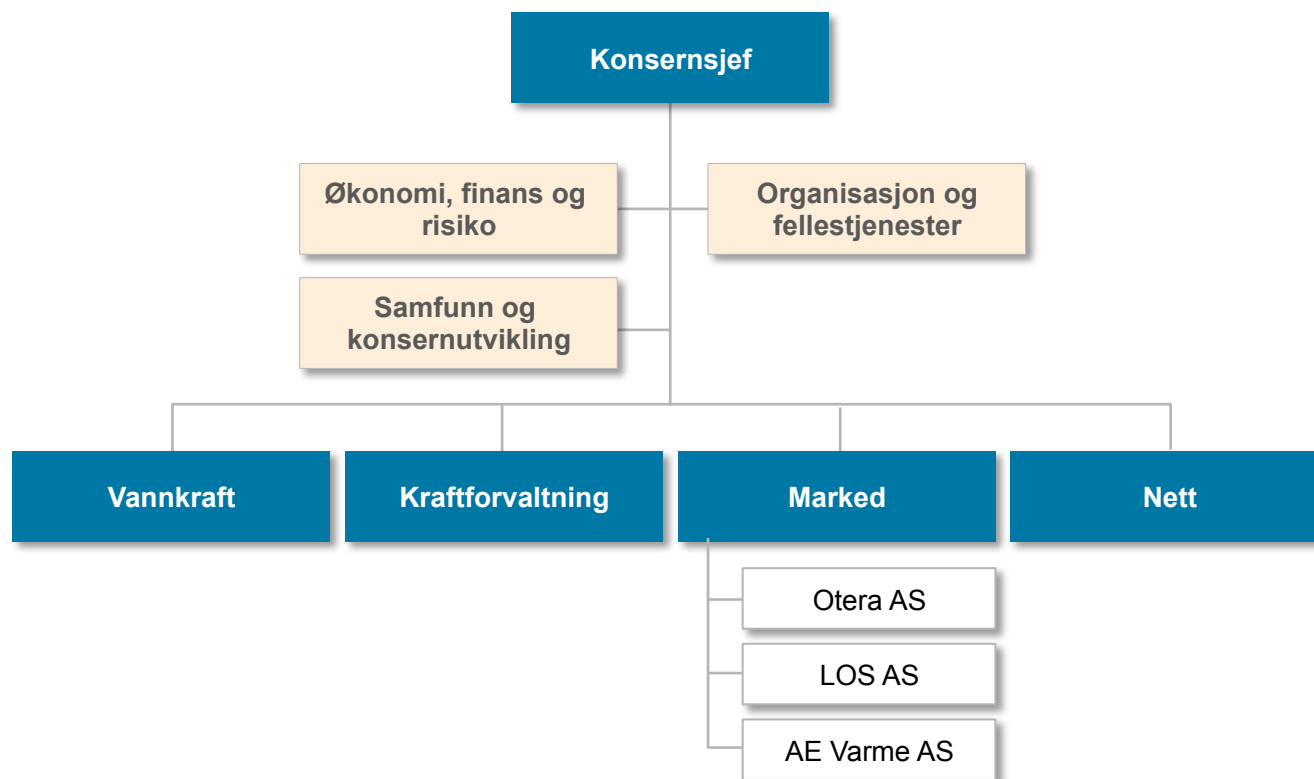 Konsernsjef
Økonomi, finans og
risiko
Organisasjon og
fellestjenester
Samfunn og
konsernutvikling
Vannkraft
Kraftforvaltning
Marked
Nett
Otera AS
LOS AS
AE Varme AS